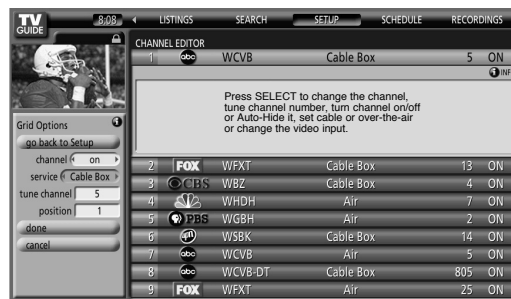 TV GUIDE 8:08 LISTINGS SEARCH SETUP SCHEDULE RECORDINGS
CHANNEL EDITOR
1 abc WCVB Cable Box 5 ON
INF
Press SELECT to change the channel,
tune channel number, turn channel on/off
or Auto-Hide it, set cable or over-the-air
or change the video input.
Grid Options
go back to Setup
channel on
service Cable Box
tune channel 5
position 1
done
cancel
2 FOX WFXT Cable Box 13 ON
3 CBS WBZ Cable Box 4 ON
4 WHDH Air 7 ON
5 PBS WGBH Air 2 ON
6 WSBK Cable Box 14 ON
7 abc WCVB Air 5 ON
8 abc WCVB-DT Cable Box 805 ON
9 FOX WFXT Air 25 ON